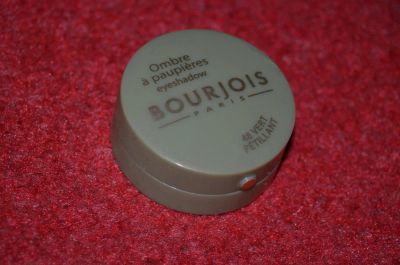 Ombre
à paupières
eyeshadow
BOURJOIS
PARIS
48 VERT
PÉTILLANT